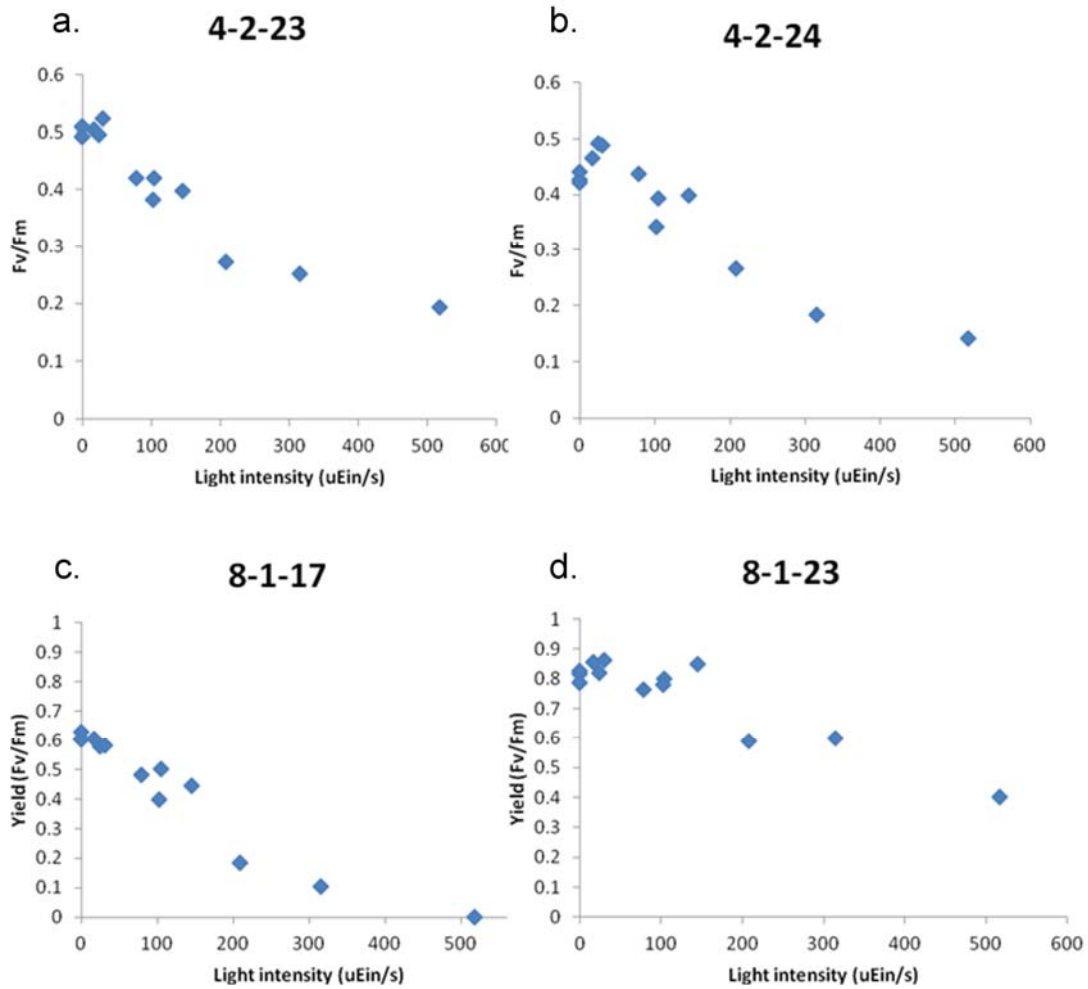 a.
4-2-23
0.6
0.5
0.4
0.3
0.2
0.1
0
Fv/Fm
0 100 200 300 400 500 600
Light intensity (uEin/s)
b.
4-2-24
0.6
0.5
0.4
0.3
0.2
0.1
0
Fv/Fm
0 100 200 300 400 500 600
Light intensity (uEin/s)
c.
8-1-17
1
0.9
0.8
0.7
0.6
0.5
0.4
0.3
0.2
0.1
0
Yield (Fv/Fm)
0 100 200 300 400 500
Light intensity (uEin/s)
d.
8-1-23
1
0.9
0.8
0.7
0.6
0.5
0.4
0.3
0.2
0.1
0
Yield (Fv/Fm)
0 100 200 300 400 500 600
Light intensity (uEin/s)